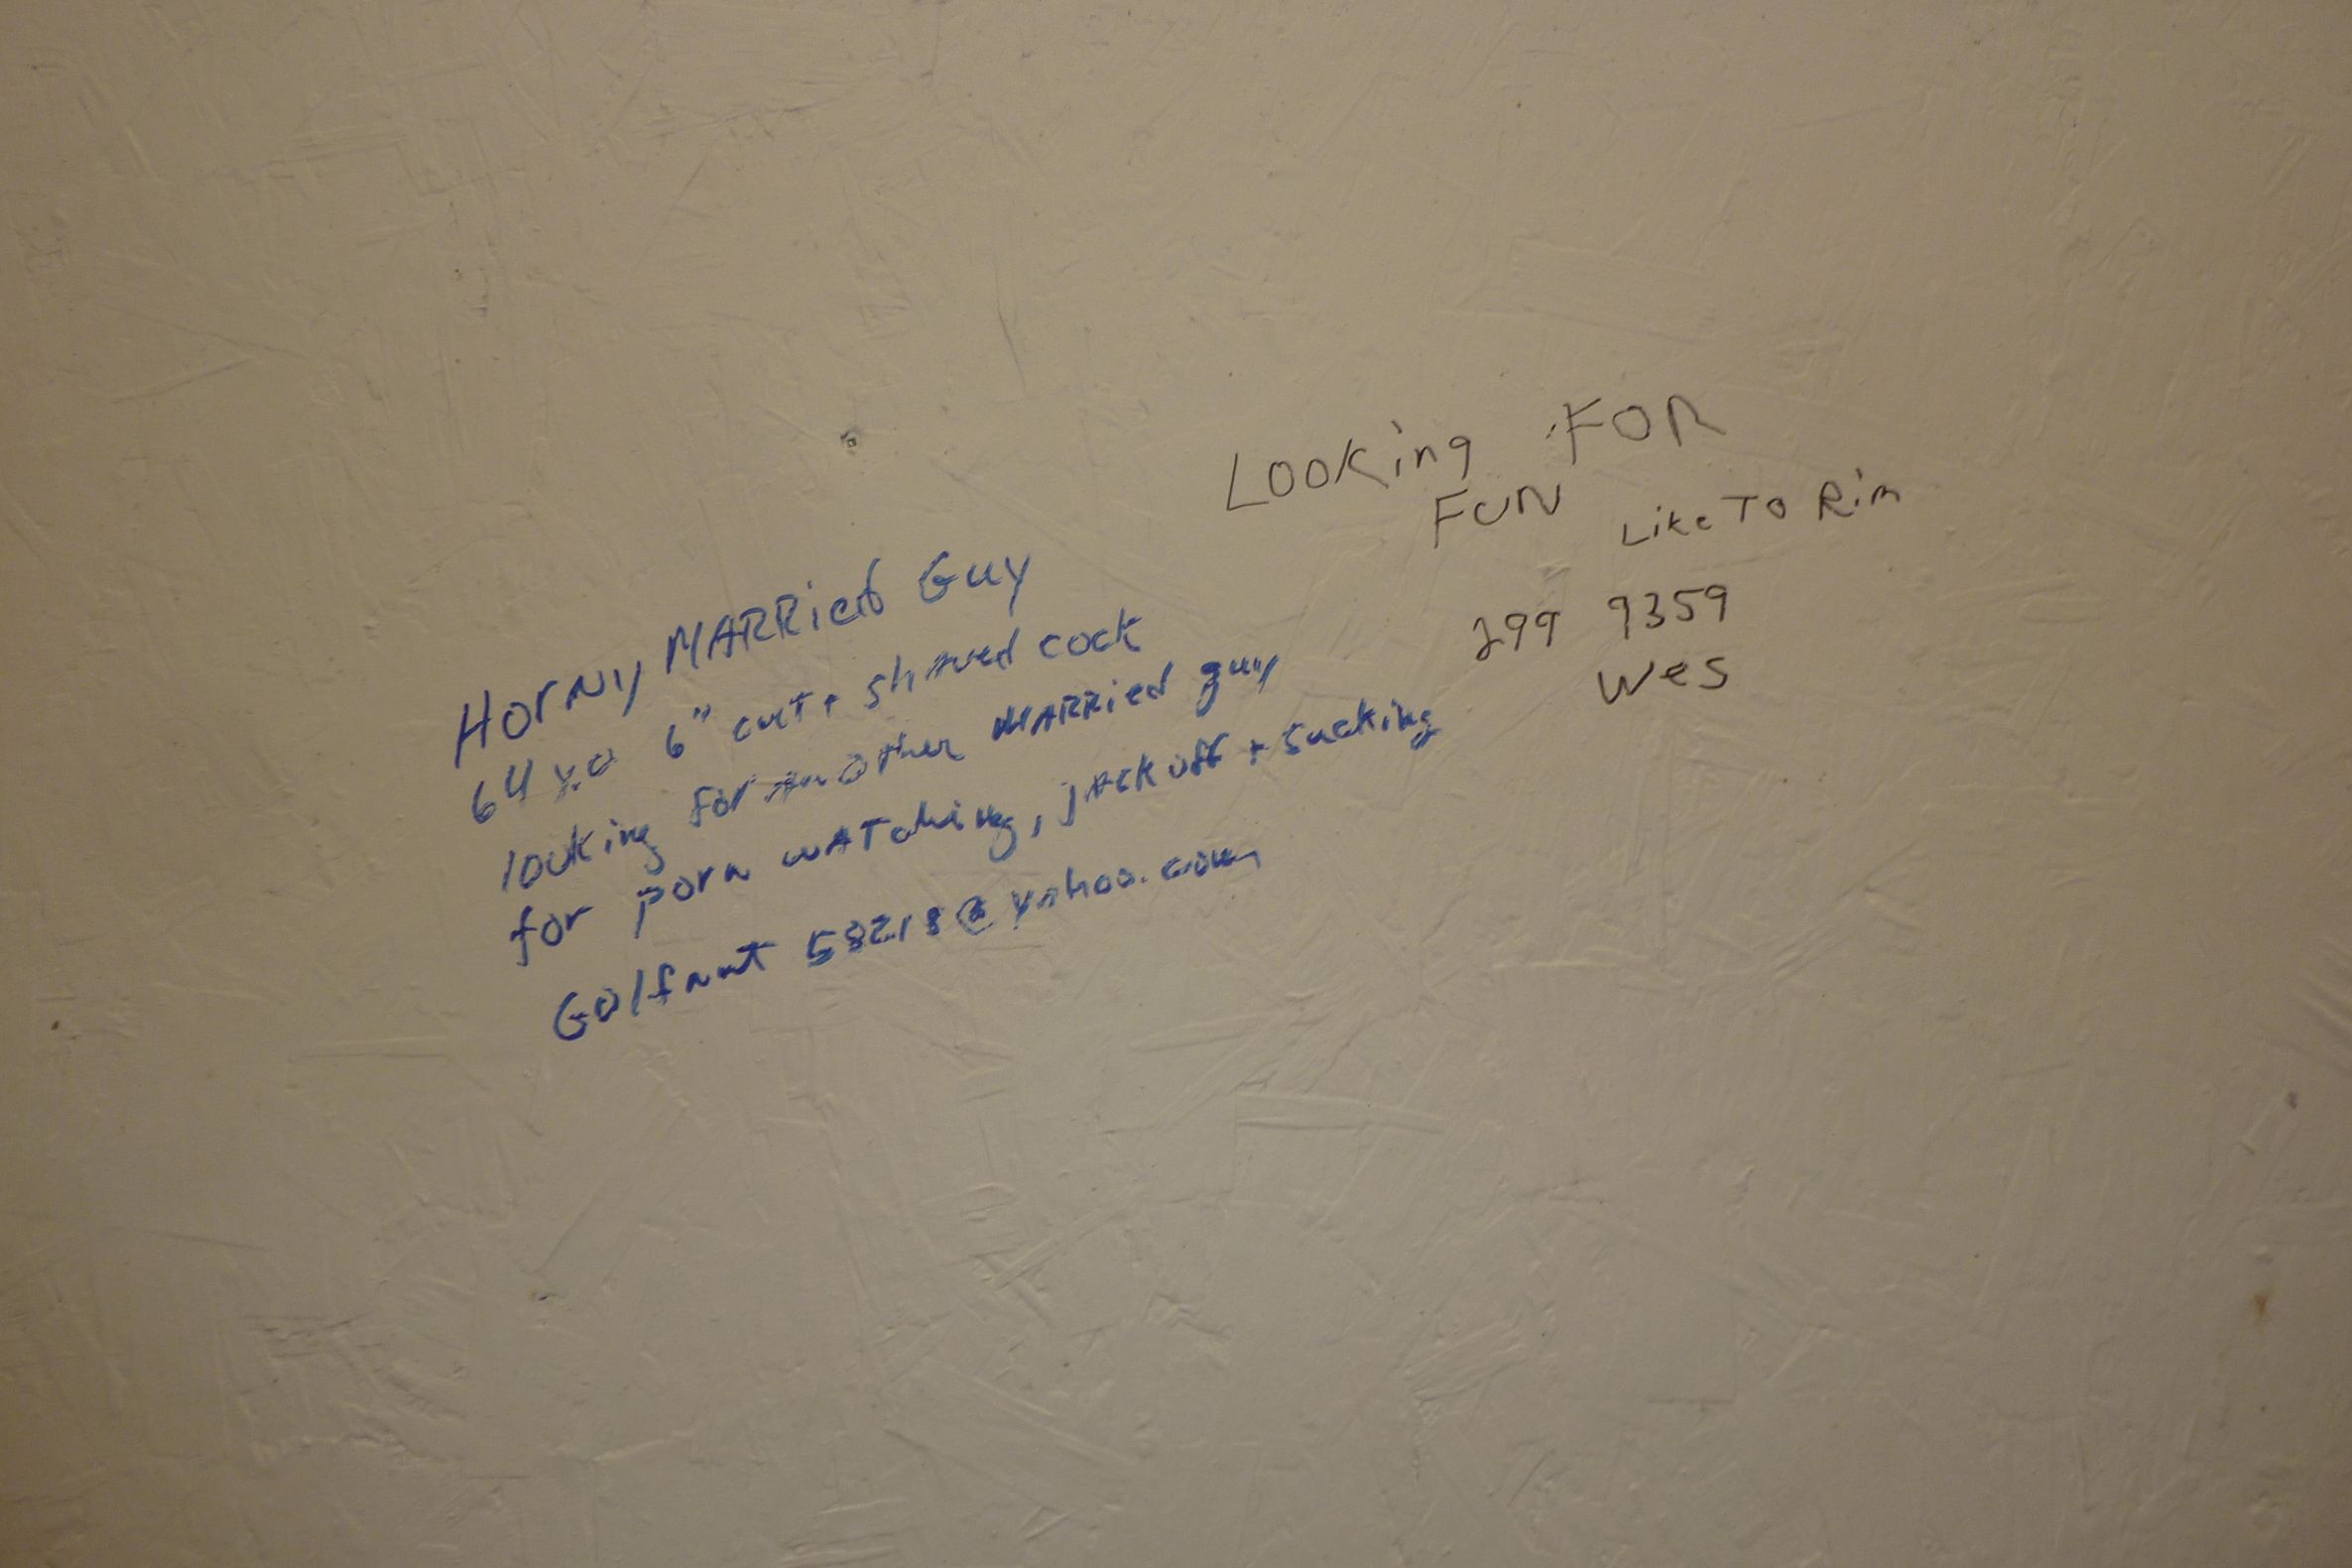 Horny MARRied Guy
64 y.o 6" cut + shaved cock
looking for another MARRied guy
for porn watching, jack off + sucking
Golfnut 58218@yahoo.com
Looking FOR
FUN Like To Rim
299 9359
Wes